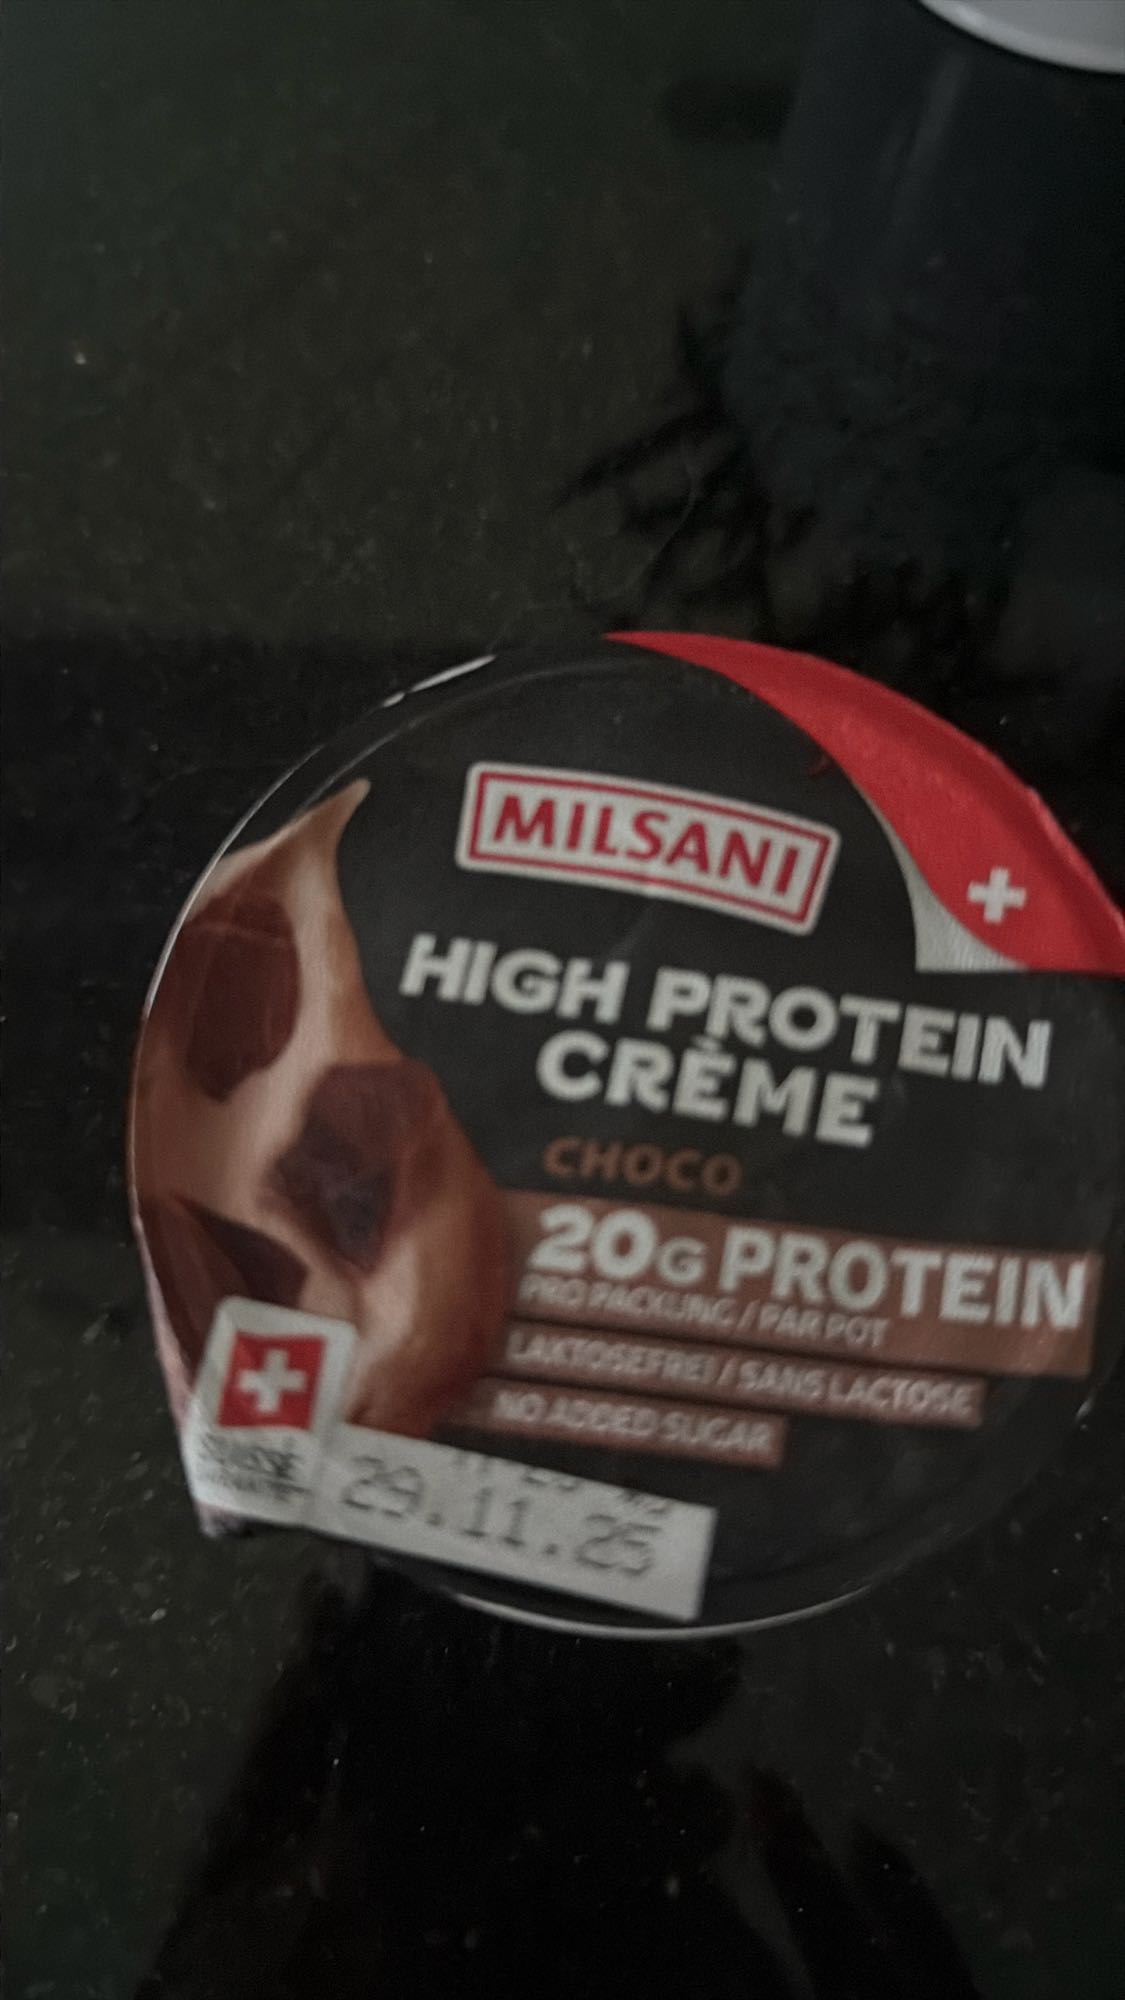 MILSANI
HIGH PROTEIN
CRÈME
CHOCO
20G PROTEIN
PRO PACKUNG / PAR POT
LAKTOSEFREI / SANS LACTOSE
NO ADDED SUGAR
29.11.25